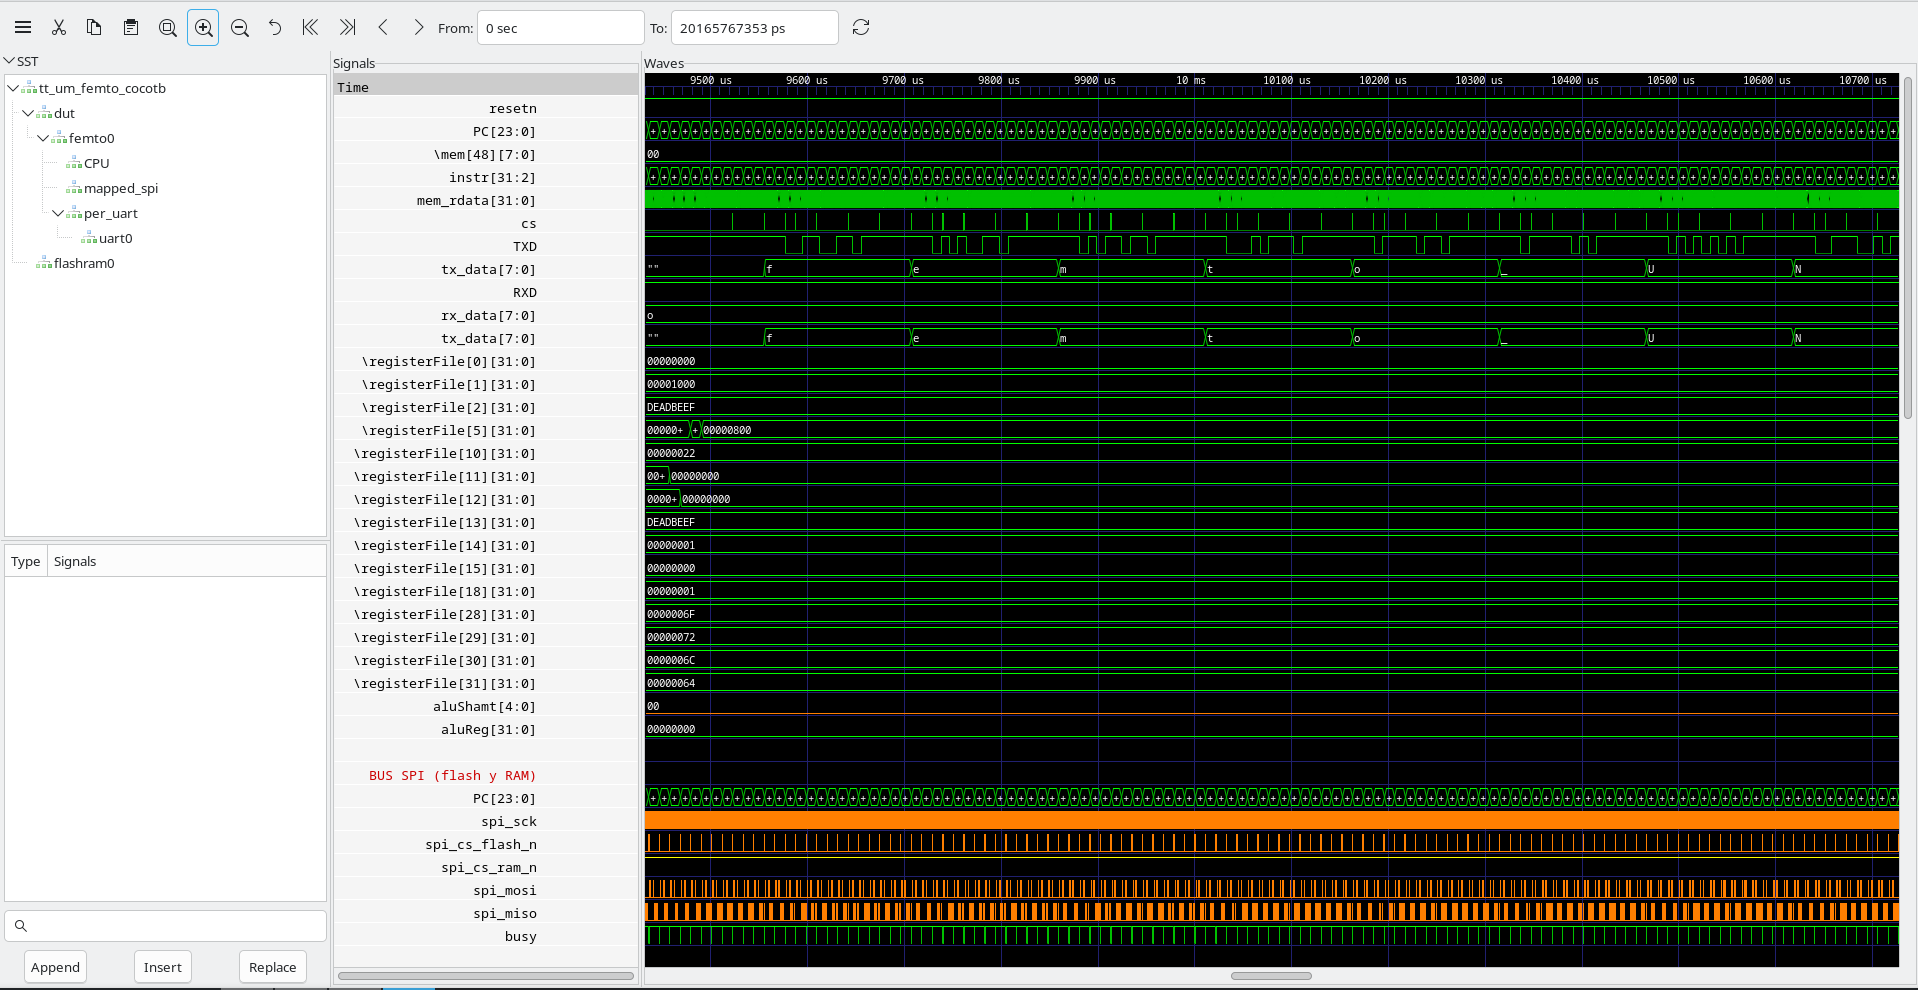 From: 0 sec To: 20165767353 ps
SST
tt_um_femto_cocotb
dut
femto0
CPU
mapped_spi
per_uart
uart0
flashram0
Type Signals
Append Insert Replace
Signals
Time
resetn
PC[23:0]
\mem[48][7:0]
instr[31:2]
mem_rdata[31:0]
cs
TXD
tx_data[7:0]
RXD
rx_data[7:0]
tx_data[7:0]
\registerFile[0][31:0]
\registerFile[1][31:0]
\registerFile[2][31:0]
\registerFile[5][31:0]
\registerFile[10][31:0]
\registerFile[11][31:0]
\registerFile[12][31:0]
\registerFile[13][31:0]
\registerFile[14][31:0]
\registerFile[15][31:0]
\registerFile[18][31:0]
\registerFile[28][31:0]
\registerFile[29][31:0]
\registerFile[30][31:0]
\registerFile[31][31:0]
aluShamt[4:0]
aluReg[31:0]
BUS SPI (flash y RAM)
PC[23:0]
spi_sck
spi_cs_flash_n
spi_cs_ram_n
spi_mosi
spi_miso
busy
Waves
9500 us 9600 us 9700 us 9800 us 9900 us 10 ms 10100 us 10200 us 10300 us 10400 us 10500 us 10600 us 10700 us
00
"" f e m t o _ U N
o
"" f e m t o _ U N
00000000
00001000
DEADBEEF
00000+ + 00000800
00000022
00+ 00000000
0000+ 00000000
DEADBEEF
00000001
00000000
00000001
0000006F
00000072
0000006C
00000064
00
00000000